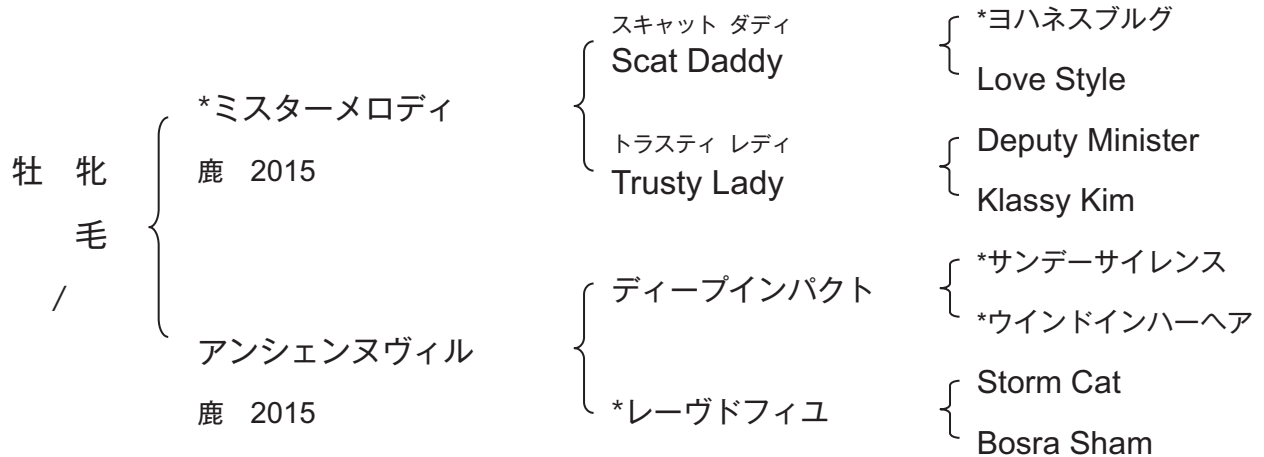 牡 牝
毛
/
*ミスターメロディ
鹿 2015
アンシェンヌヴィル
鹿 2015
スキャット ダディ
Scat Daddy
トラスティ レディ
Trusty Lady
ディープインパクト
*レーヴドフィユ
*ヨハネスブルグ
Love Style
Deputy Minister
Klassy Kim
*サンデーサイレンス
*ウインドインハーヘア
Storm Cat
Bosra Sham